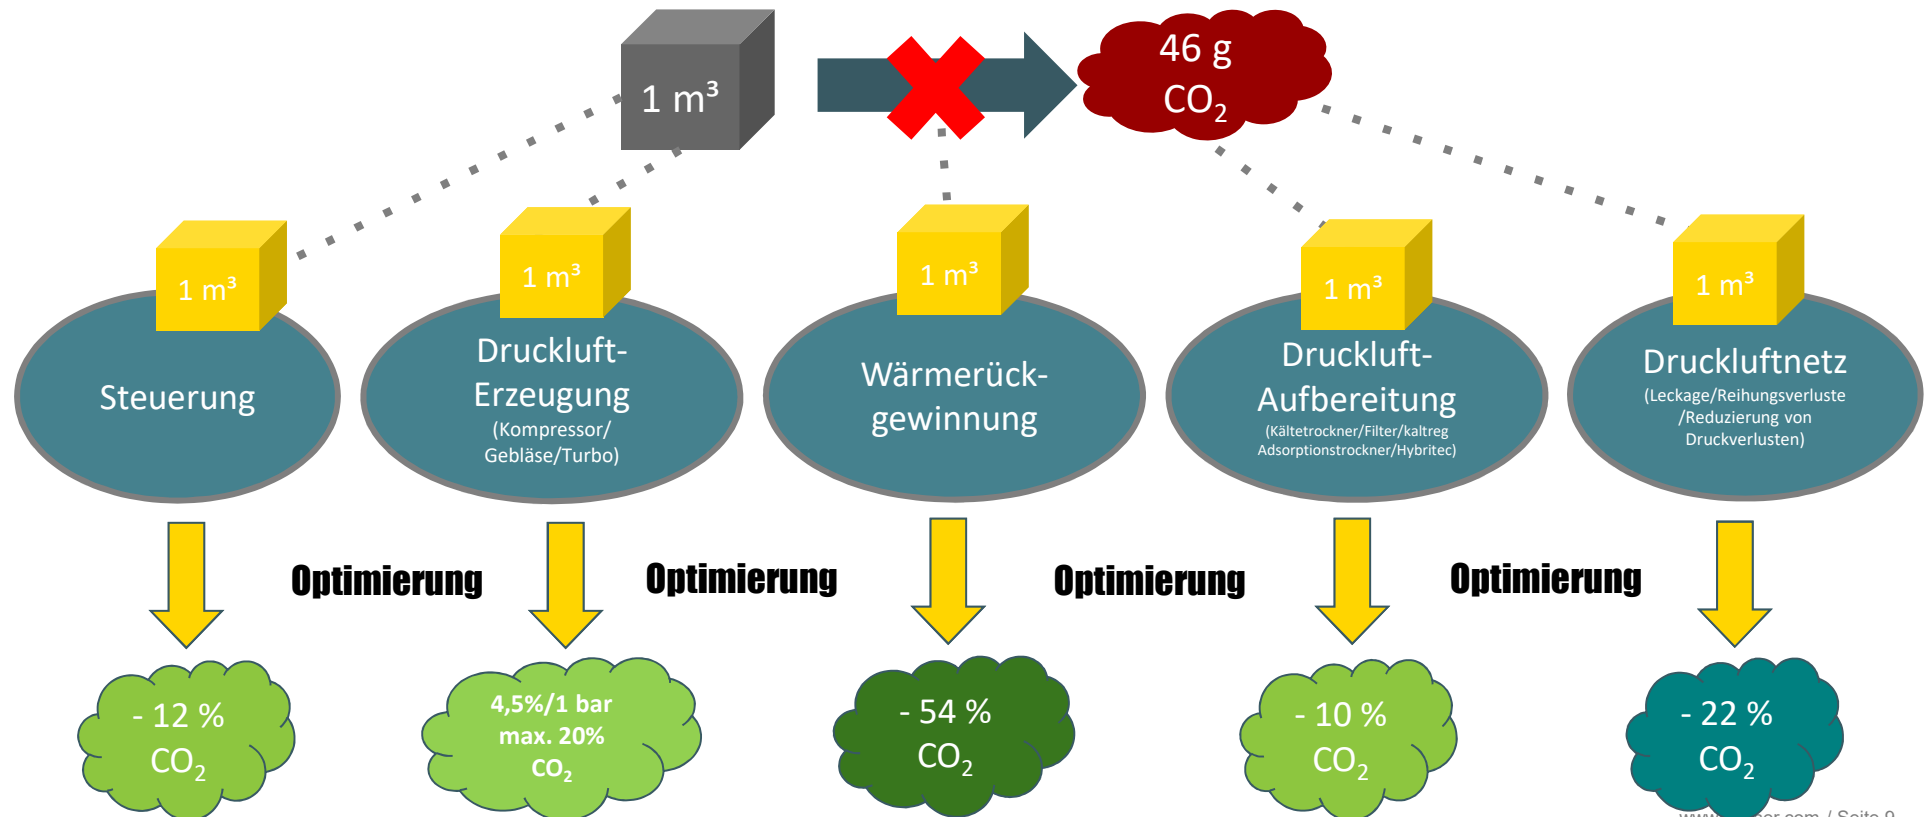 1 m³
46 g
CO₂
1 m³
1 m³
1 m³
1 m³
1 m³
Steuerung
Druckluft-
Erzeugung
(Kompressor/
Gebläse/Turbo)
Wärmerück-
gewinnung
Druckluft-
Aufbereitung
(Kältetrockner/Filter/kaltreg
Adsorptionstrockner/Hybritec)
Druckluftnetz
(Leckage/Reihungsverluste
/Reduzierung von
Druckverlusten)
Optimierung
Optimierung
Optimierung
Optimierung
- 12 %
CO₂
4,5%/1 bar
max. 20%
CO₂
- 54 %
CO₂
- 10 %
CO₂
- 22 %
CO₂
/ Seite 9